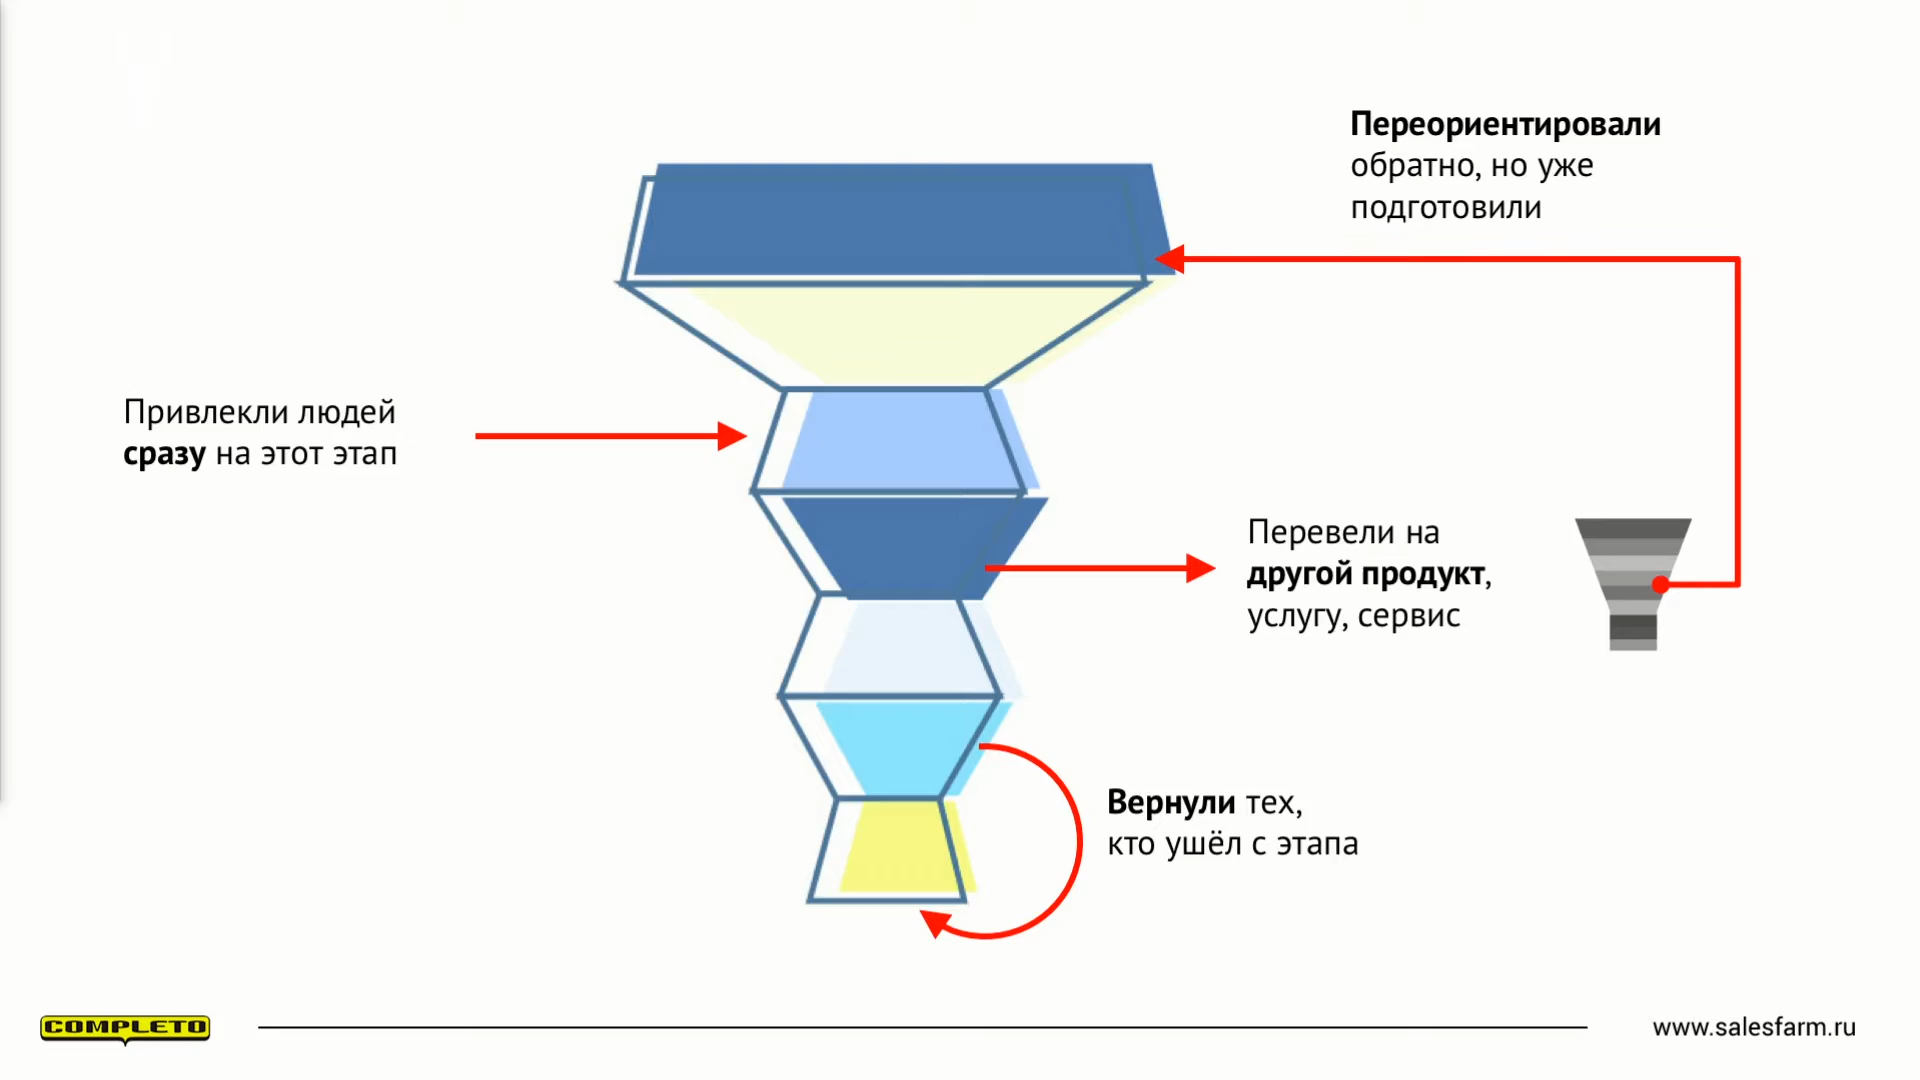 Переориентировали
обратно, но уже
подготовили
Привлекли людей
сразу на этот этап
Перевели на
другой продукт,
услугу, сервис
Вернули тех,
кто ушёл с этапа
COMPLETO
www.salesfarm.ru